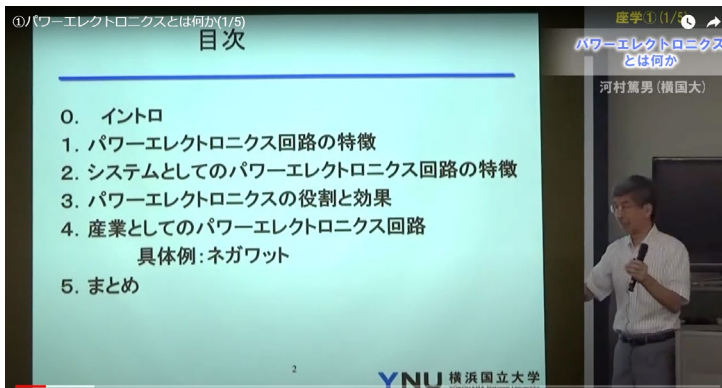 ①パワーエレクトロニクスとは何か(1/5)
座学①(1/5)
パワーエレクトロニクス
とは何か
河村篤男(横国大)
目次
0. イントロ
1. パワーエレクトロニクス回路の特徴
2. システムとしてのパワーエレクトロニクス回路の特徴
3. パワーエレクトロニクスの役割と効果
4. 産業としてのパワーエレクトロニクス回路
具体例:ネガワット
5. まとめ
2
YNU 横浜国立大学